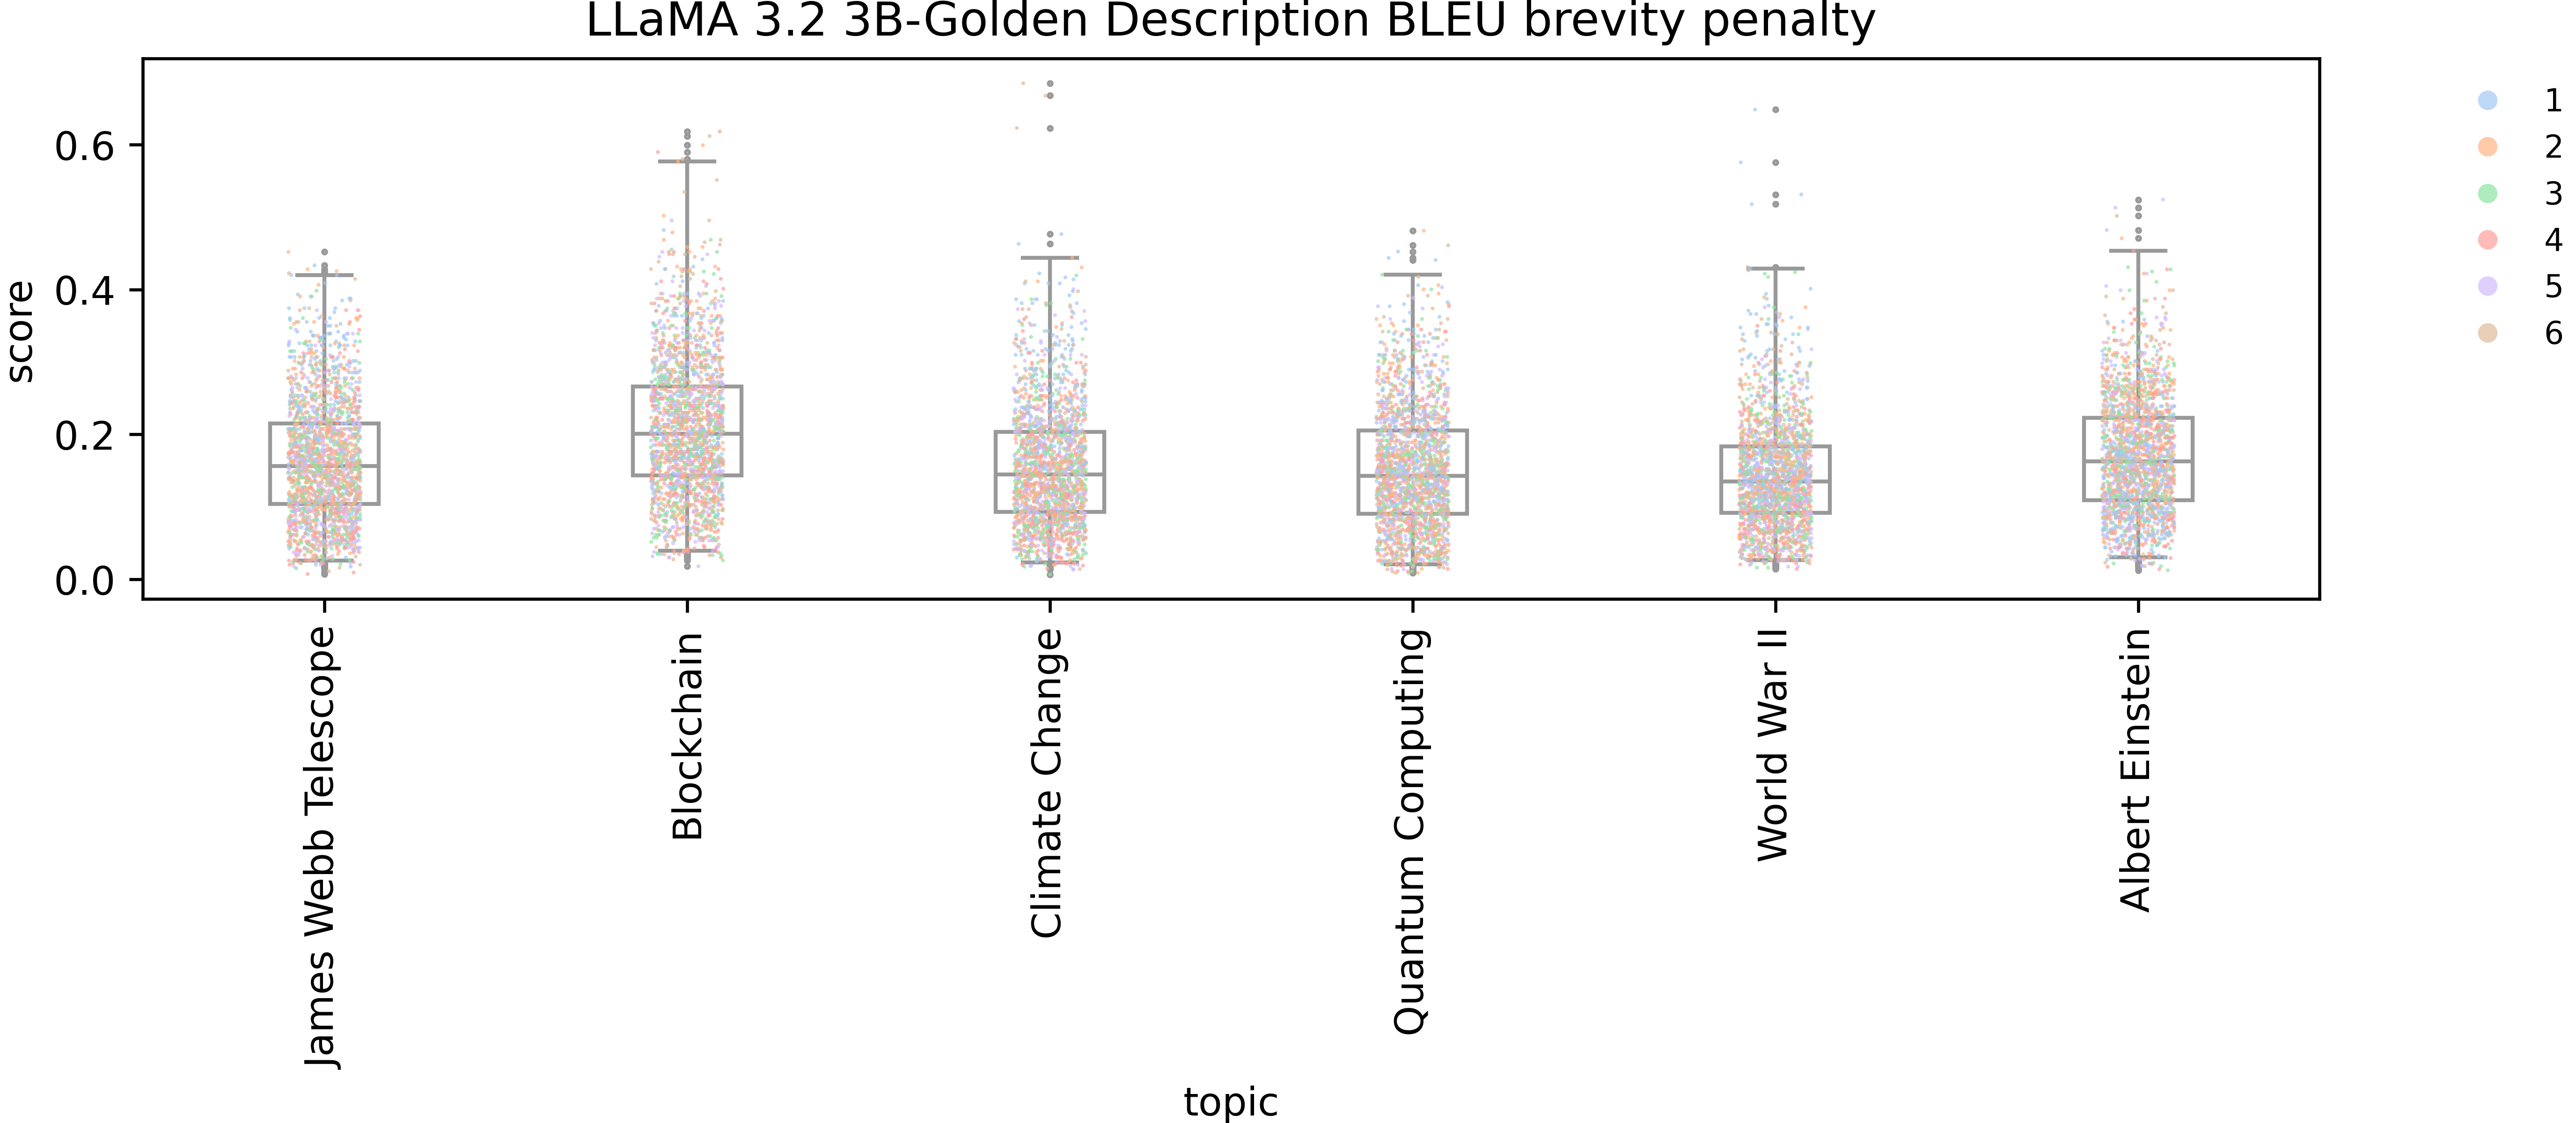 LLaMA 3.2 3B-Golden Description BLEU brevity penalty
score
0.6
0.4
0.2
0.0
James Webb Telescope
Blockchain
Climate Change
Quantum Computing
World War II
Albert Einstein
topic
1
2
3
4
5
6